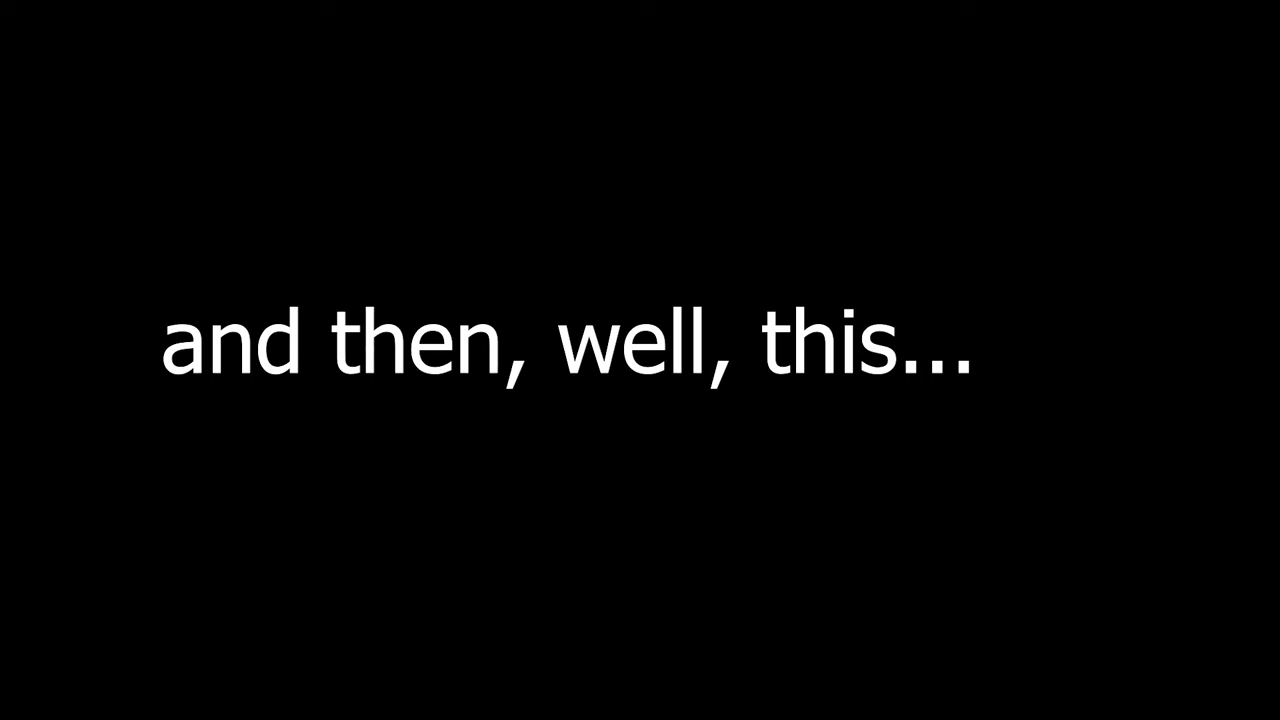 and then, well, this...